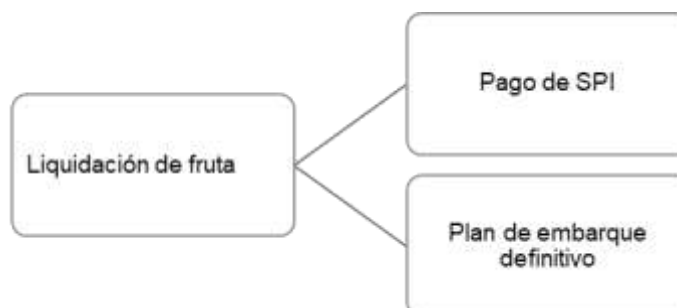 Pago de SPI
Liquidación de fruta
Plan de embarque
definitivo